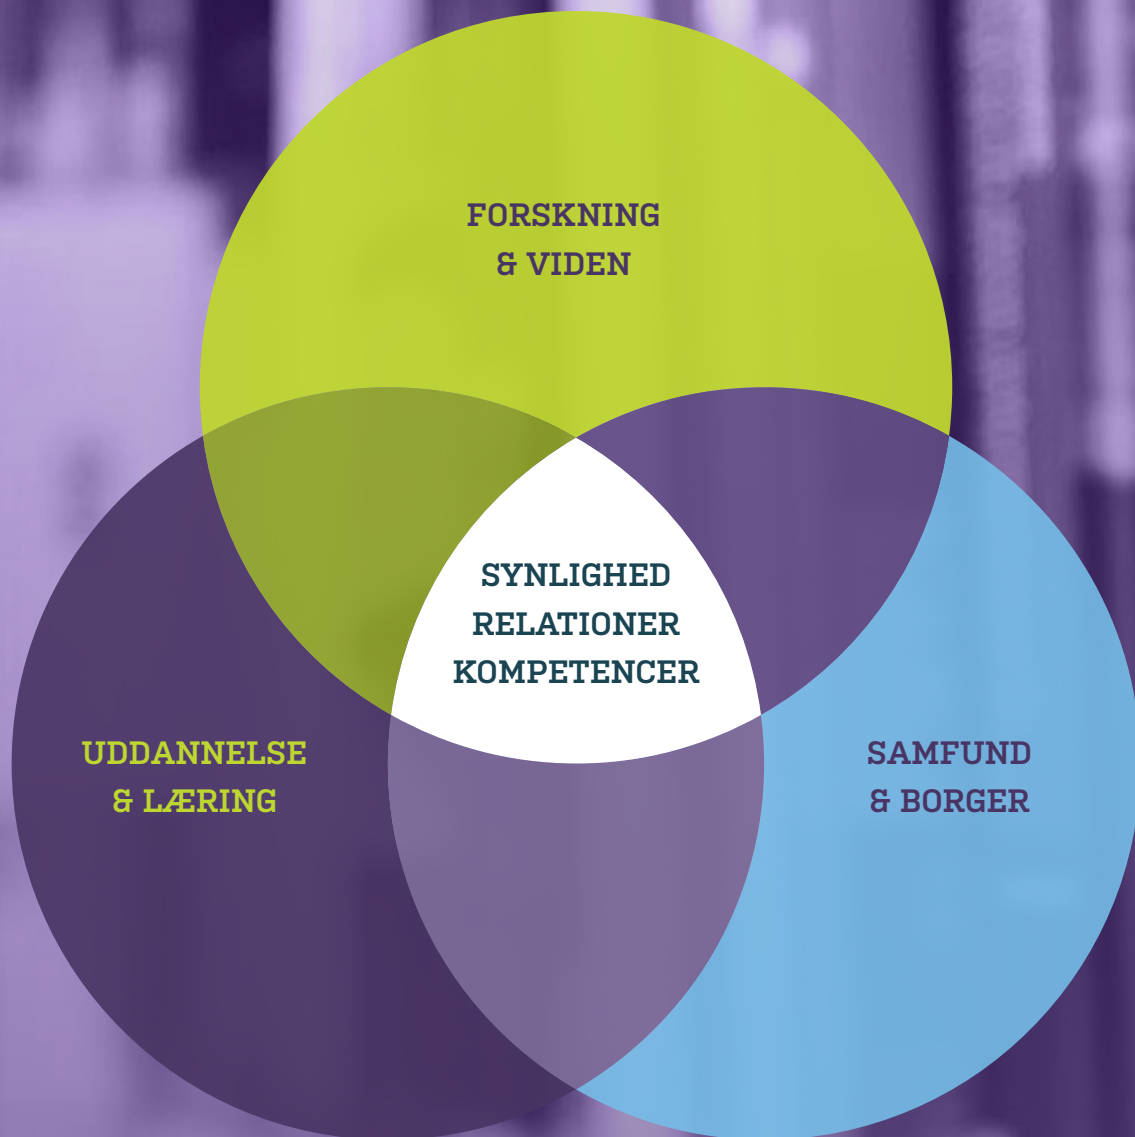 FORSKNING
& VIDEN
SYNLIGHED
RELATIONER
KOMPETENCER
UDDANNELSE
& LÆRING
SAMFUND
& BORGER